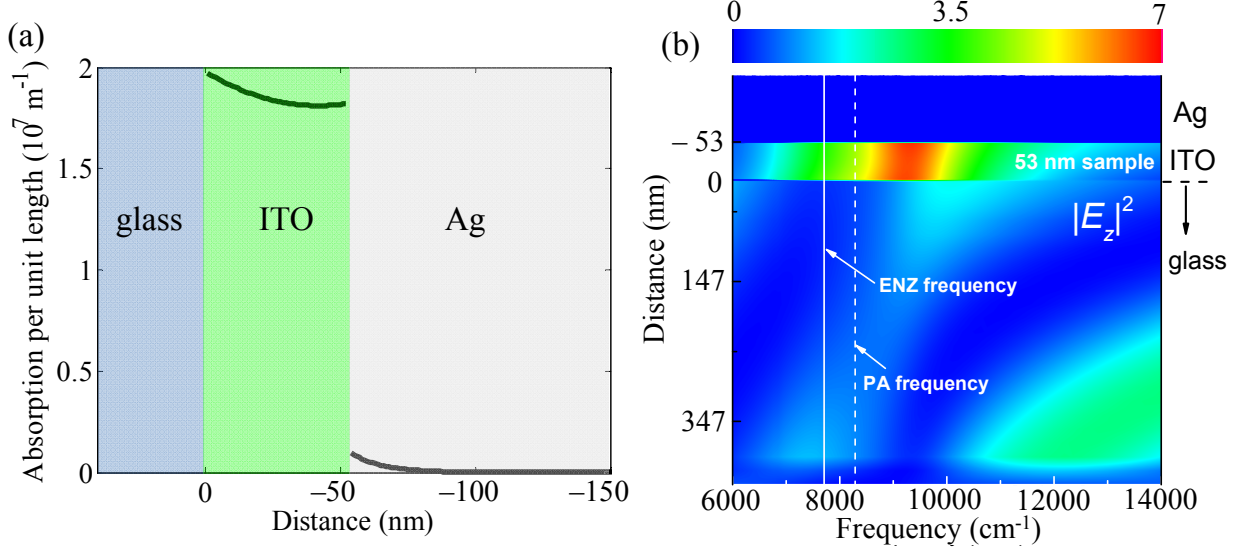 (a)
Absorption per unit length (10⁷ m⁻¹)
2
1.5
1
0.5
0
glass
ITO
Ag
0
−50
−100
−150
Distance (nm)
(b)
0
3.5
7
Distance (nm)
− 53
0
147
347
53 nm sample
|E_z|²
ENZ frequency
PA frequency
Ag
ITO
glass
6000
8000
10000
12000
14000
Frequency (cm⁻¹)